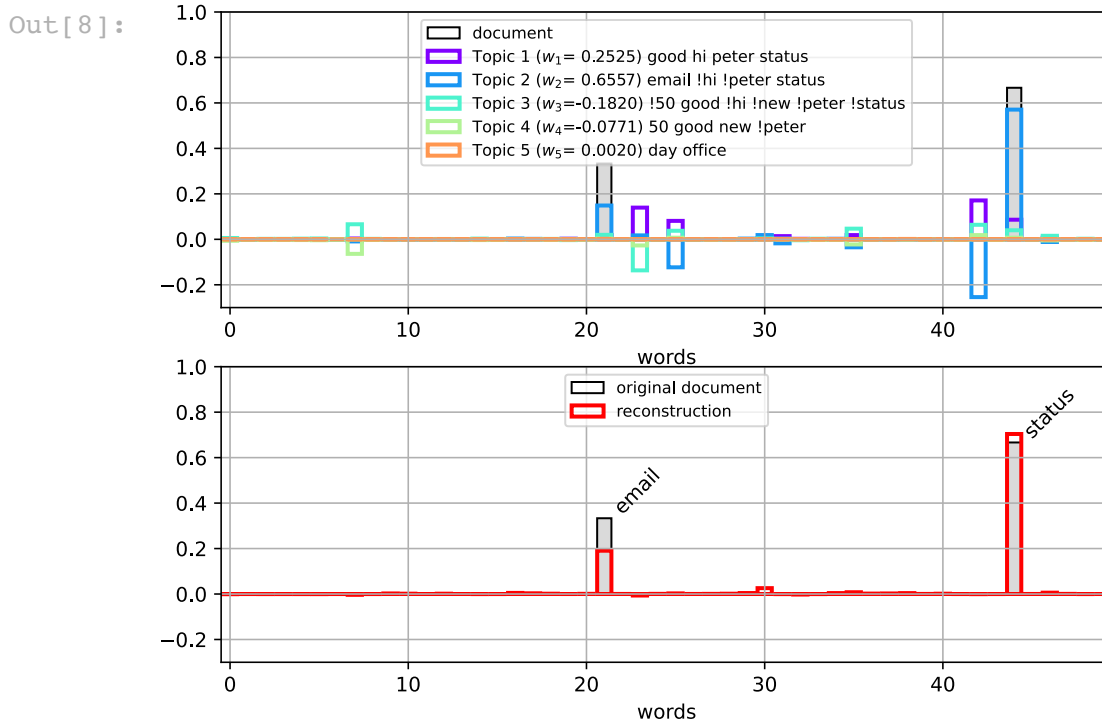 Out[8]:
1.0
0.8
0.6
0.4
0.2
0.0
−0.2
document
Topic 1 (w₁= 0.2525) good hi peter status
Topic 2 (w₂= 0.6557) email !hi !peter status
Topic 3 (w₃=-0.1820) !50 good !hi !new !peter !status
Topic 4 (w₄=-0.0771) 50 good new !peter
Topic 5 (w₅= 0.0020) day office
0 10 20 30 40
words
1.0
0.8
0.6
0.4
0.2
0.0
−0.2
original document
reconstruction
email
status
0 10 20 30 40
words